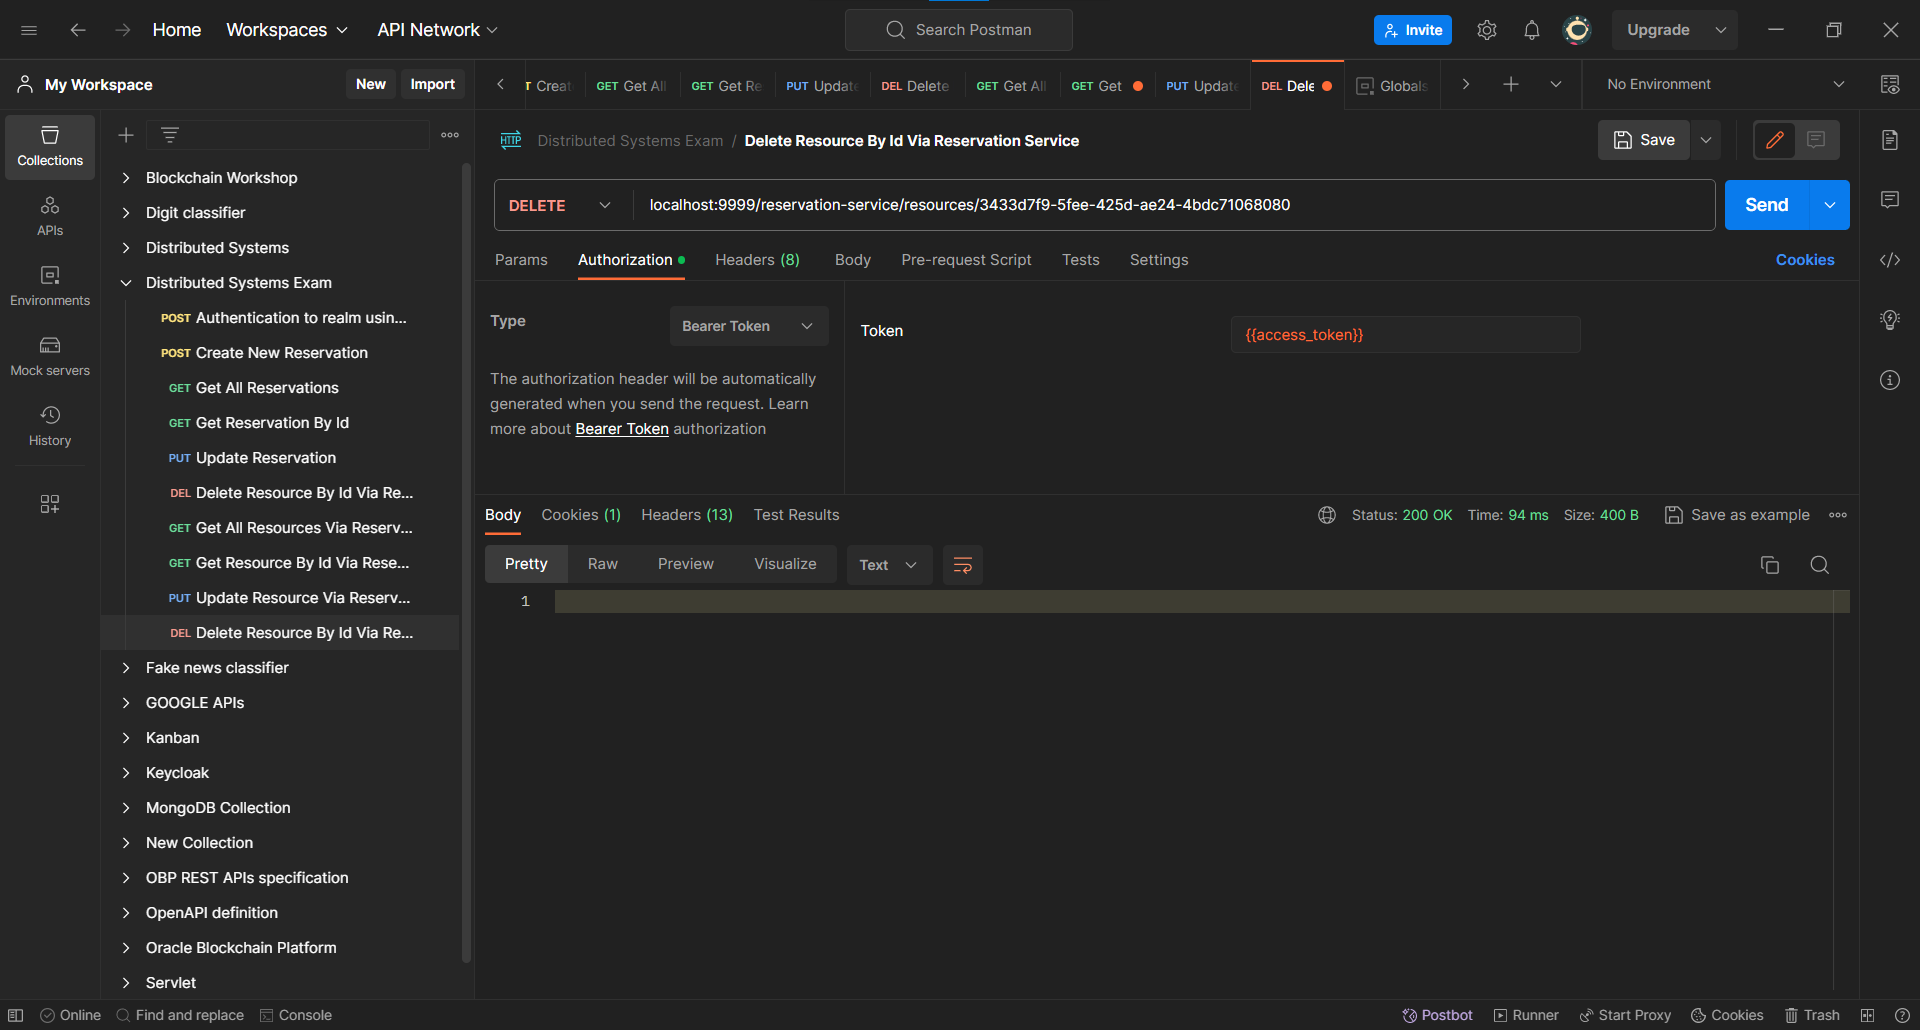 Home
Workspaces
API Network
Search Postman
Invite
Upgrade
My Workspace
New
Import
Creat
GET Get All
GET Get Re
PUT Update
DEL Delete
GET Get All
GET Get
PUT Update
DEL Dele
Globals
No Environment
Collections
APIs
Environments
Mock servers
History
Blockchain Workshop
Digit classifier
Distributed Systems
Distributed Systems Exam
POST Authentication to realm usin...
POST Create New Reservation
GET Get All Reservations
GET Get Reservation By Id
PUT Update Reservation
DEL Delete Resource By Id Via Re...
GET Get All Resources Via Reserv...
GET Get Resource By Id Via Rese...
PUT Update Resource Via Reserv...
DEL Delete Resource By Id Via Re...
Fake news classifier
GOOGLE APIs
Kanban
Keycloak
MongoDB Collection
New Collection
OBP REST APIs specification
OpenAPI definition
Oracle Blockchain Platform
Servlet
HTTP Distributed Systems Exam / Delete Resource By Id Via Reservation Service
Save
DELETE
localhost:9999/reservation-service/resources/3433d7f9-5fee-425d-ae24-4bdc71068080
Send
Params
Authorization
Headers (8)
Body
Pre-request Script
Tests
Settings
Cookies
Type
Bearer Token
The authorization header will be automatically
generated when you send the request. Learn
more about Bearer Token authorization
Token
{{access_token}}
Body
Cookies (1)
Headers (13)
Test Results
Status: 200 OK
Time: 94 ms
Size: 400 B
Save as example
Pretty
Raw
Preview
Visualize
Text
1
Online
Find and replace
Console
Postbot
Runner
Start Proxy
Cookies
Trash